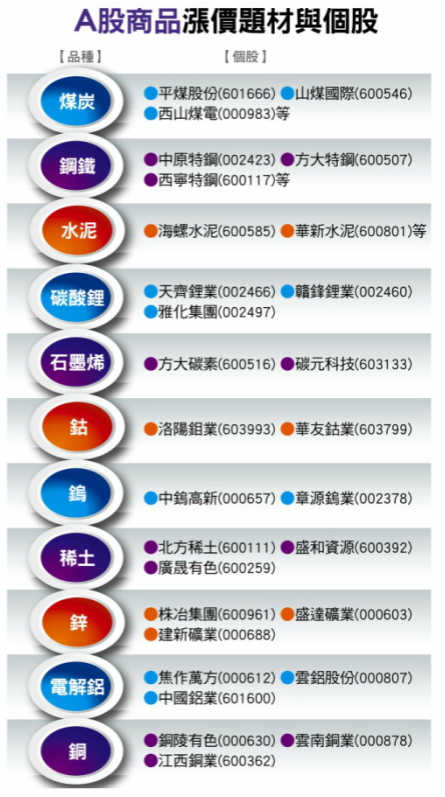 A股商品漲價題材與個股
【品種】 【個股】
煤炭 ●平煤股份(601666) ●山煤國際(600546)
●西山煤電(000983)等
鋼鐵 ●中原特鋼(002423) ●方大特鋼(600507)
●西寧特鋼(600117)等
水泥 ●海螺水泥(600585) ●華新水泥(600801)等
碳酸鋰 ●天齊鋰業(002466) ●贛鋒鋰業(002460)
●雅化集團(002497)
石墨烯 ●方大碳素(600516) ●碳元科技(603133)
鈷 ●洛陽鉬業(603993) ●華友鈷業(603799)
鎢 ●中鎢高新(000657) ●章源鎢業(002378)
稀土 ●北方稀土(600111) ●盛和資源(600392)
●廣晟有色(600259)
鋅 ●株冶集團(600961) ●盛達礦業(000603)
●建新礦業(000688)
電解鋁 ●焦作萬方(000612) ●雲鋁股份(000807)
●中國鋁業(601600)
銅 ●銅陵有色(000630) ●雲南銅業(000878)
●江西銅業(600362)